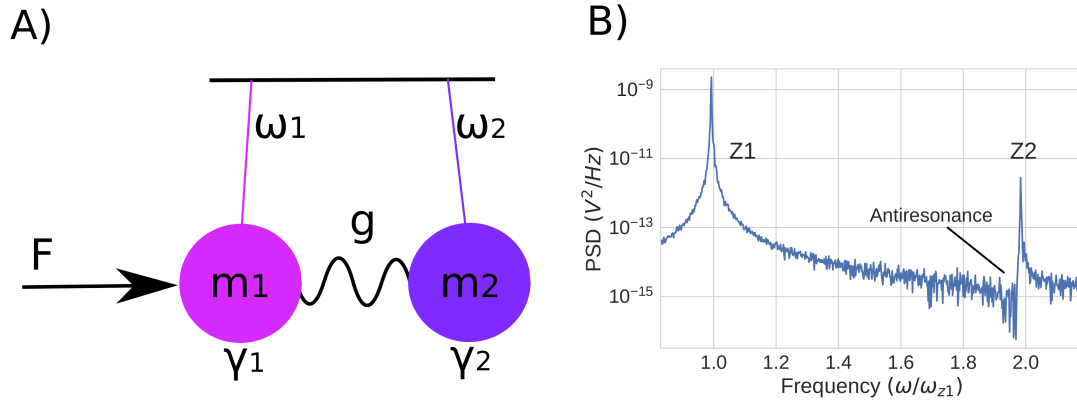 A)
ω1
ω2
g
F
m1
m2
γ1
γ2
B)
10⁻⁹
10⁻¹¹
10⁻¹³
10⁻¹⁵
PSD (V²/Hz)
Z1
Z2
Antiresonance
1.0 1.2 1.4 1.6 1.8 2.0
Frequency (ω/ω_z1)